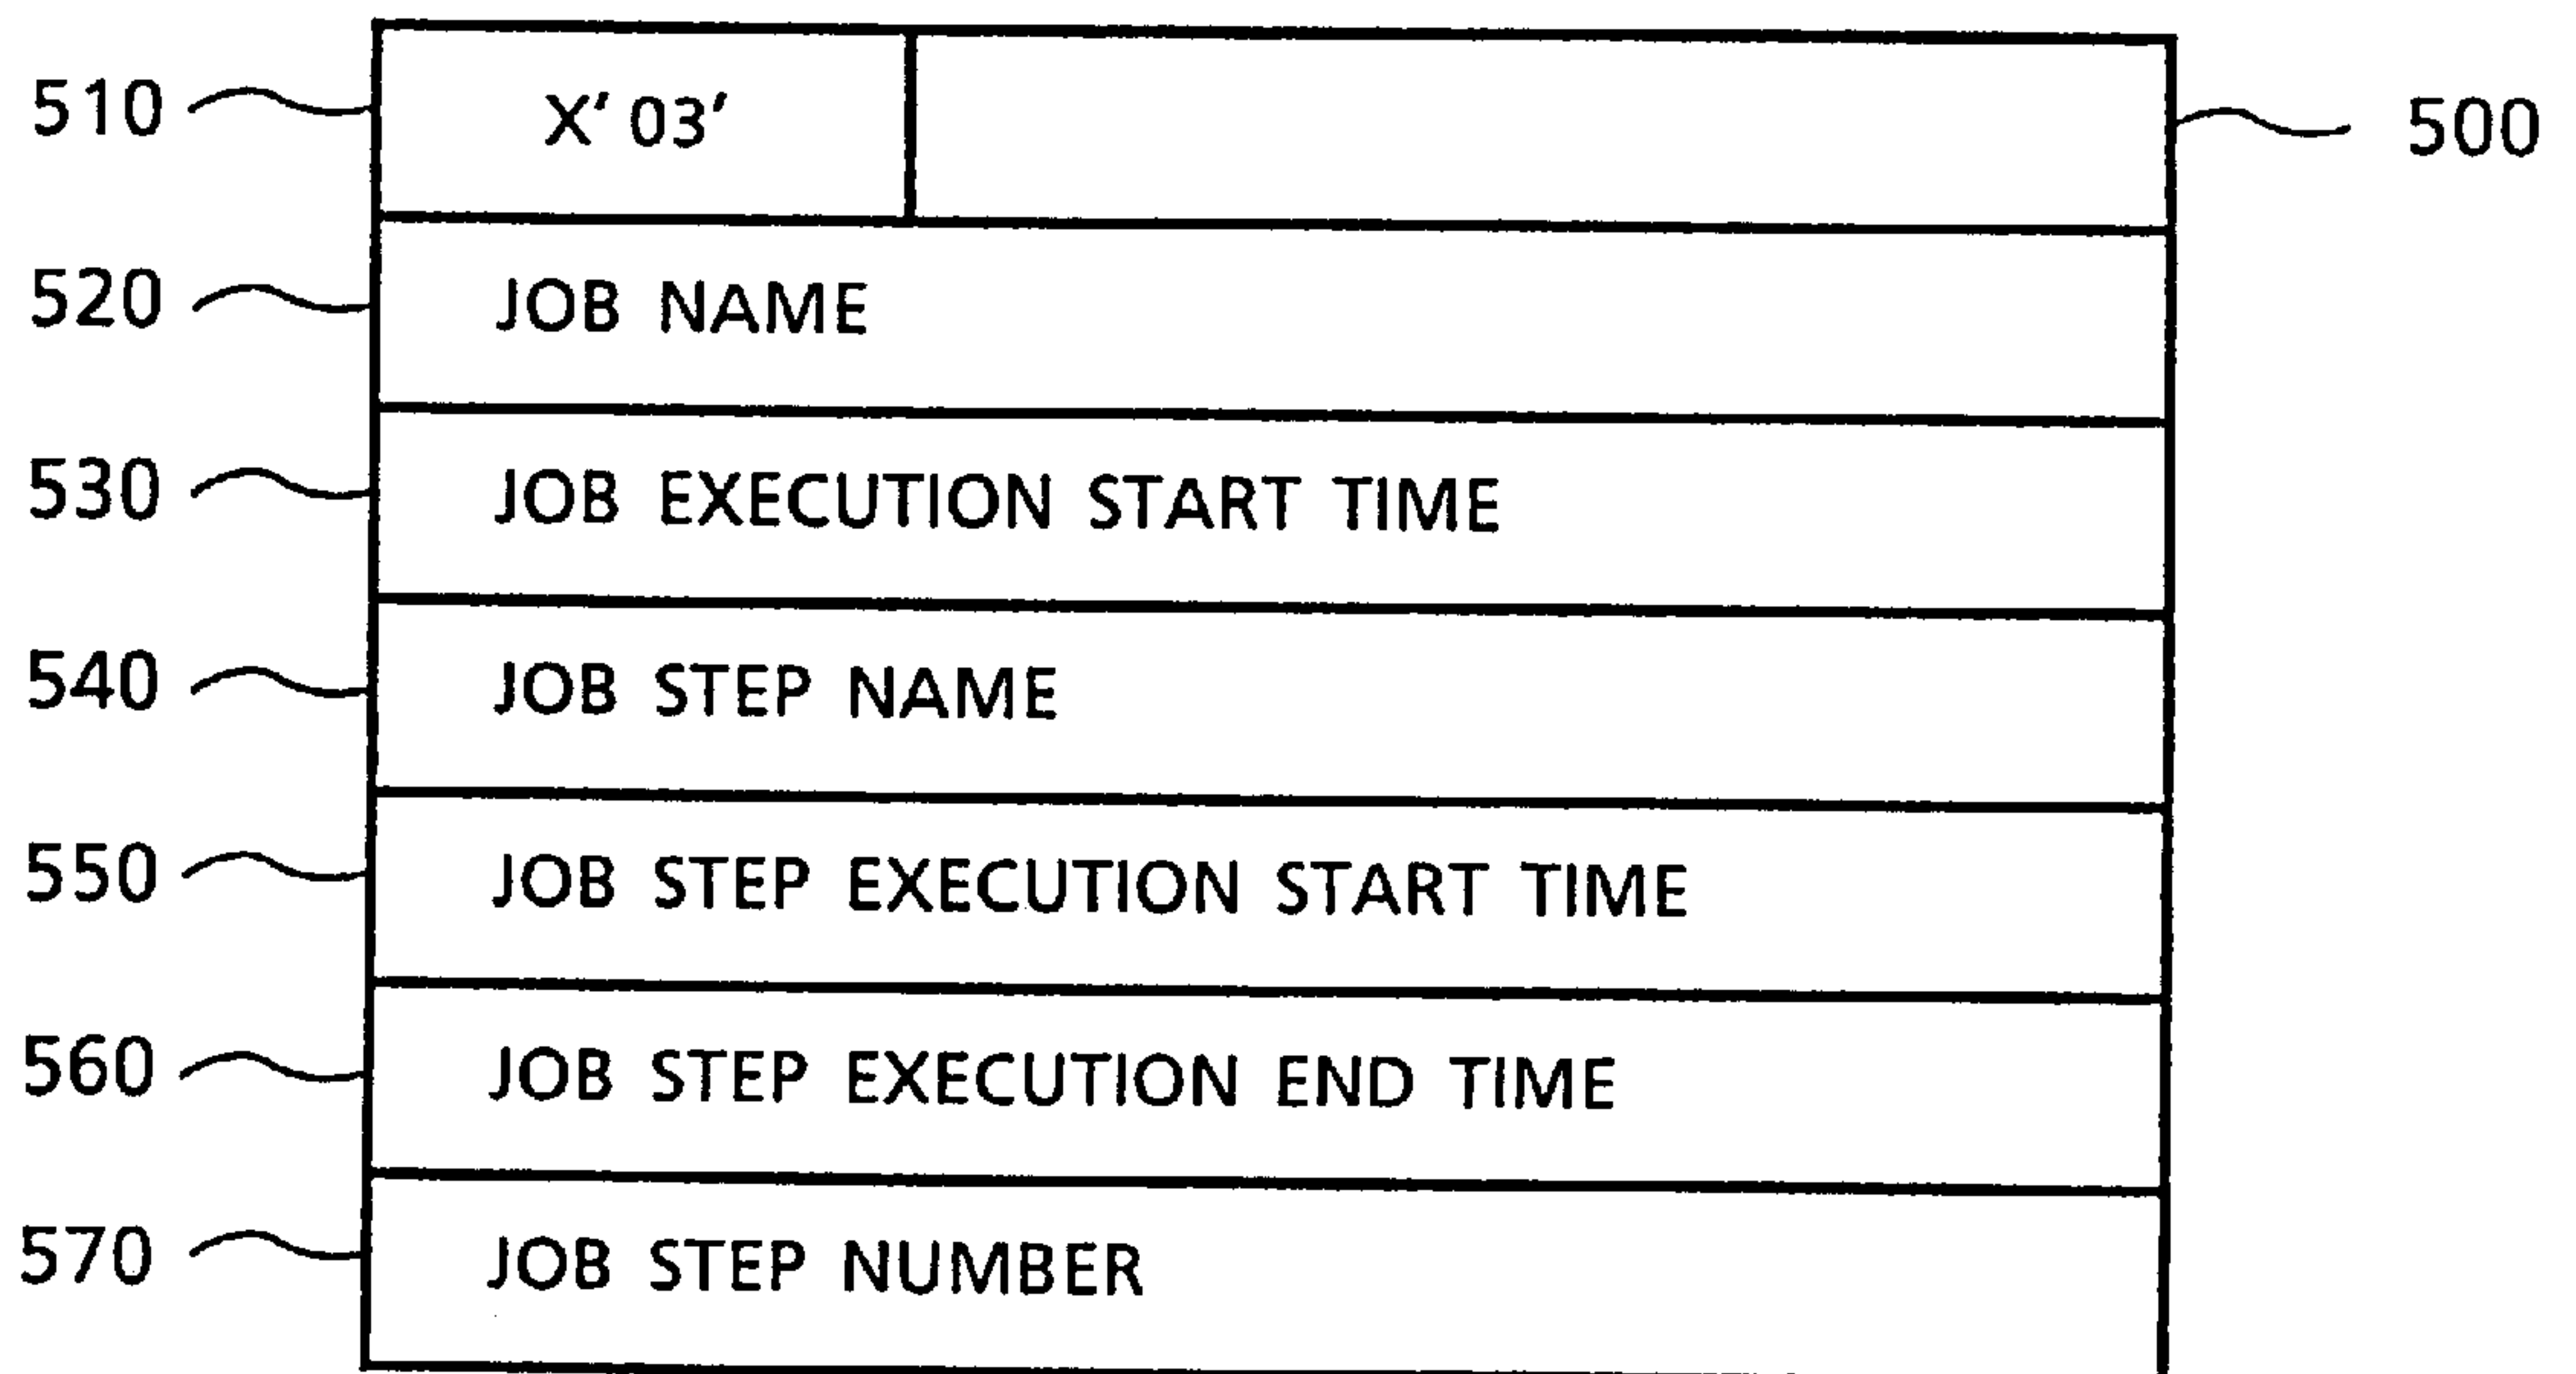 510 X'03' 500
520 JOB NAME
530 JOB EXECUTION START TIME
540 JOB STEP NAME
550 JOB STEP EXECUTION START TIME
560 JOB STEP EXECUTION END TIME
570 JOB STEP NUMBER